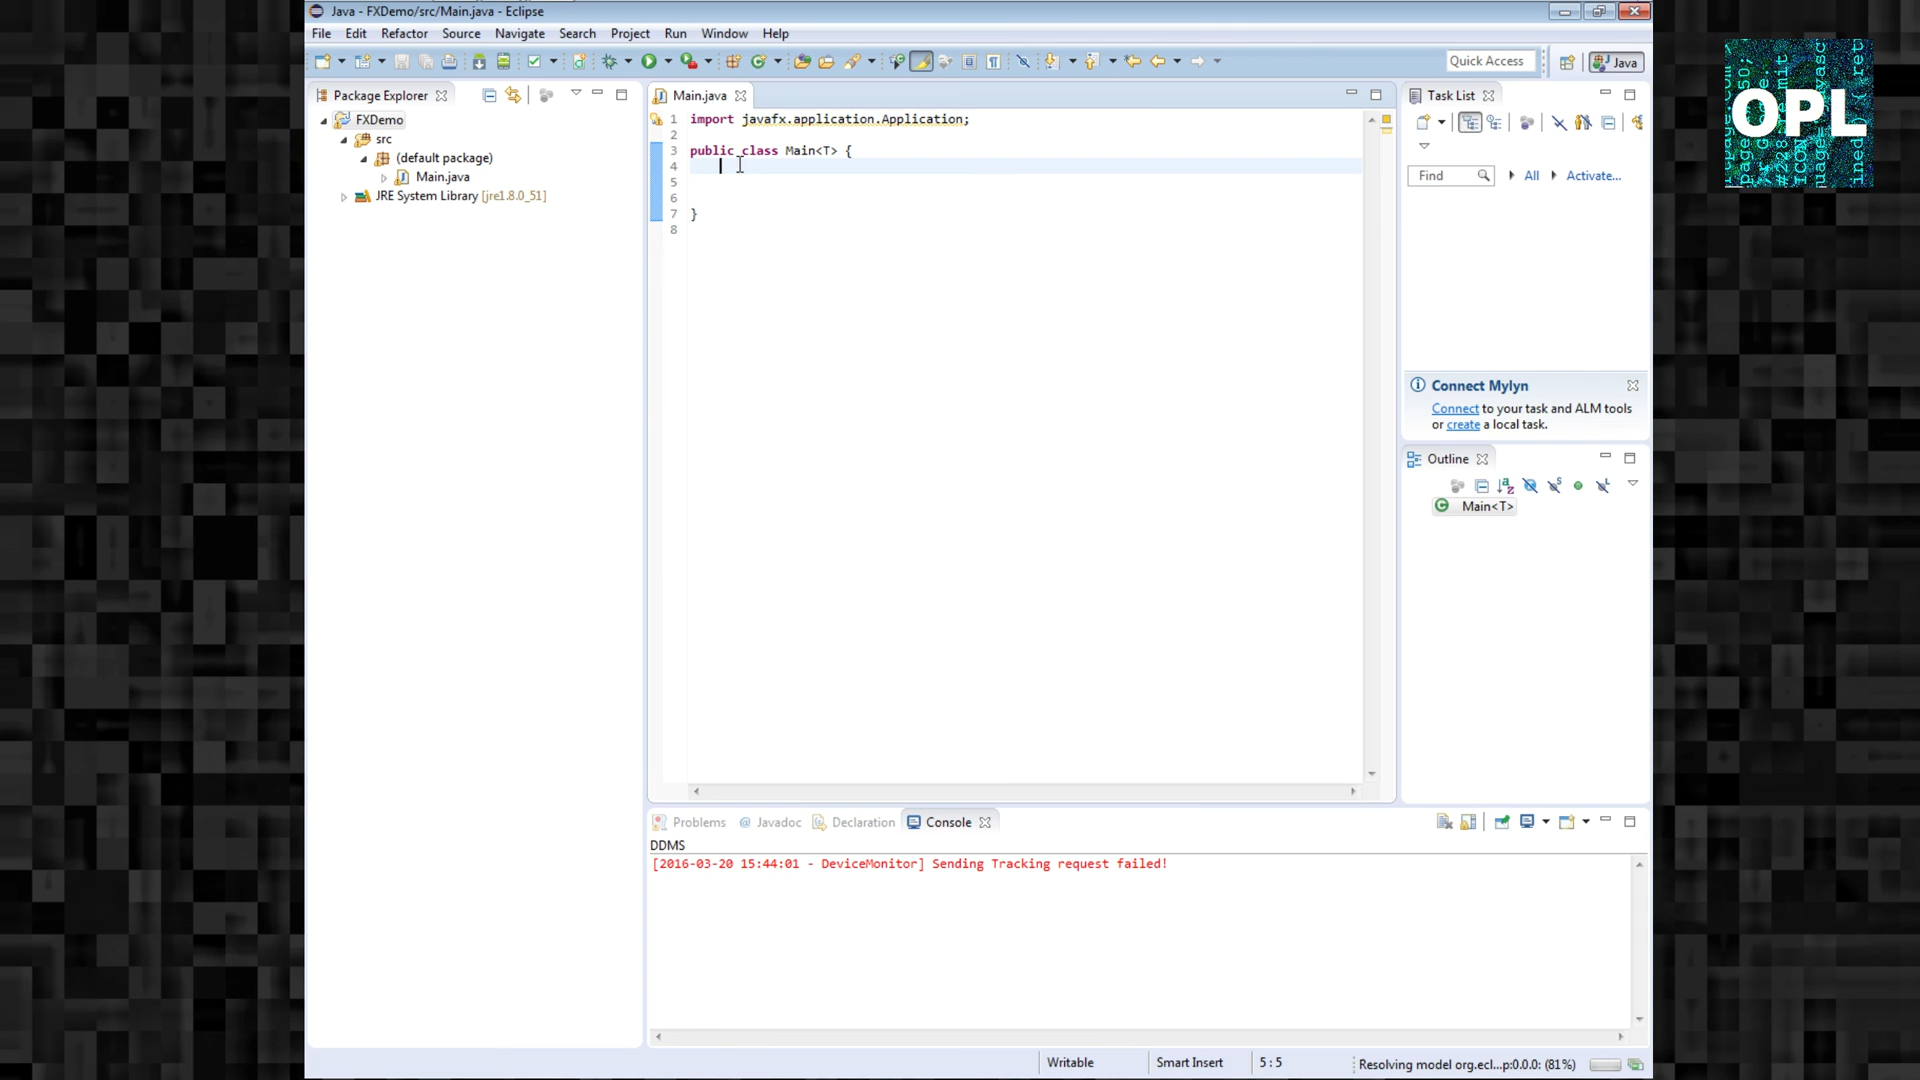 Java - FXDemo/src/Main.java - Eclipse
File Edit Refactor Source Navigate Search Project Run Window Help
Quick Access
Java
Package Explorer
FXDemo
src
(default package)
Main.java
JRE System Library [jre1.8.0_51]
Main.java
1 import javafx.application.Application;
2
3 public class Main<T> {
4
5
6
7 }
8
Task List
Find All Activate...
Connect Mylyn
Connect to your task and ALM tools
or create a local task.
Outline
Main<T>
Problems @ Javadoc Declaration Console
DDMS
[2016-03-20 15:44:01 - DeviceMonitor] Sending Tracking request failed!
Writable Smart Insert 5 : 5 Resolving model org.ecl...p:0.0.0: (81%)
OPL